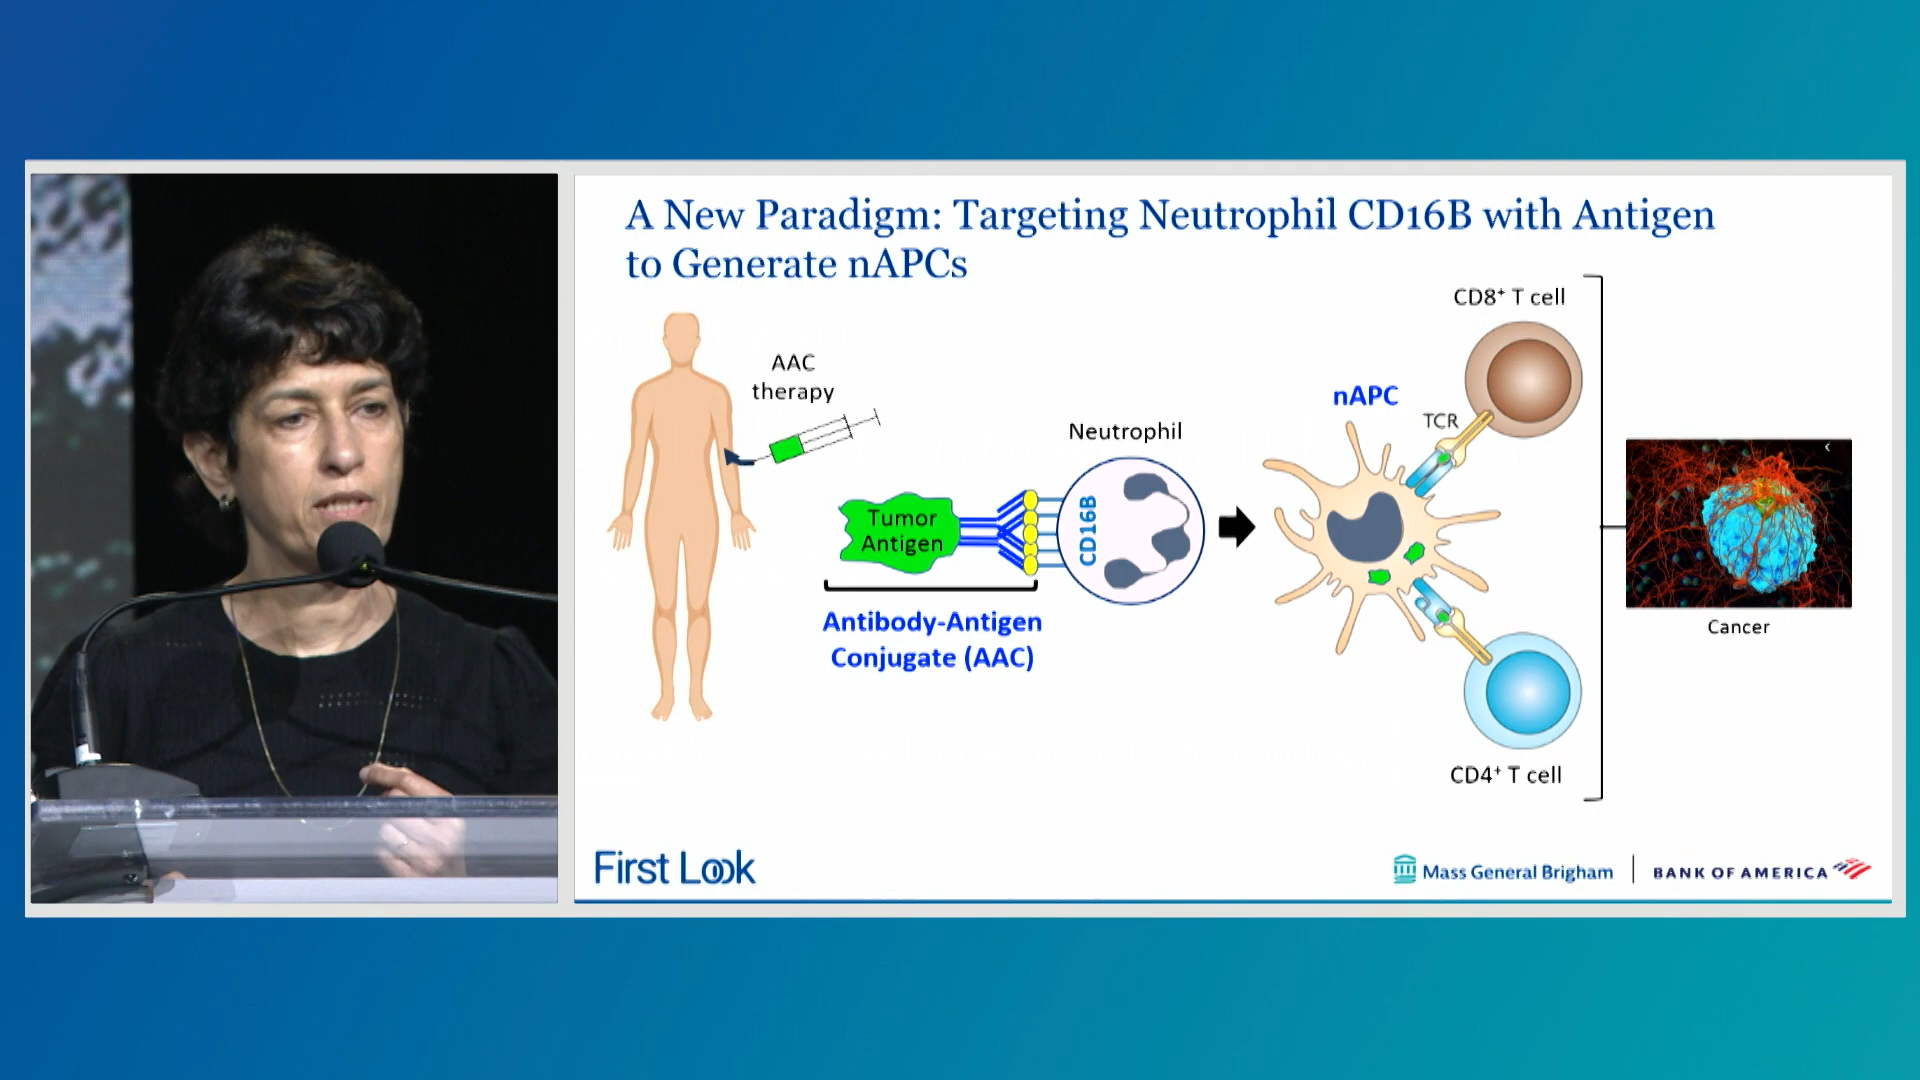 A New Paradigm: Targeting Neutrophil CD16B with Antigen
to Generate nAPCs
AAC
therapy
Tumor
Antigen
CD16B
Neutrophil
Antibody-Antigen
Conjugate (AAC)
nAPC
TCR
CD8⁺ T cell
CD4⁺ T cell
Cancer
First Look
Mass General Brigham
BANK OF AMERICA